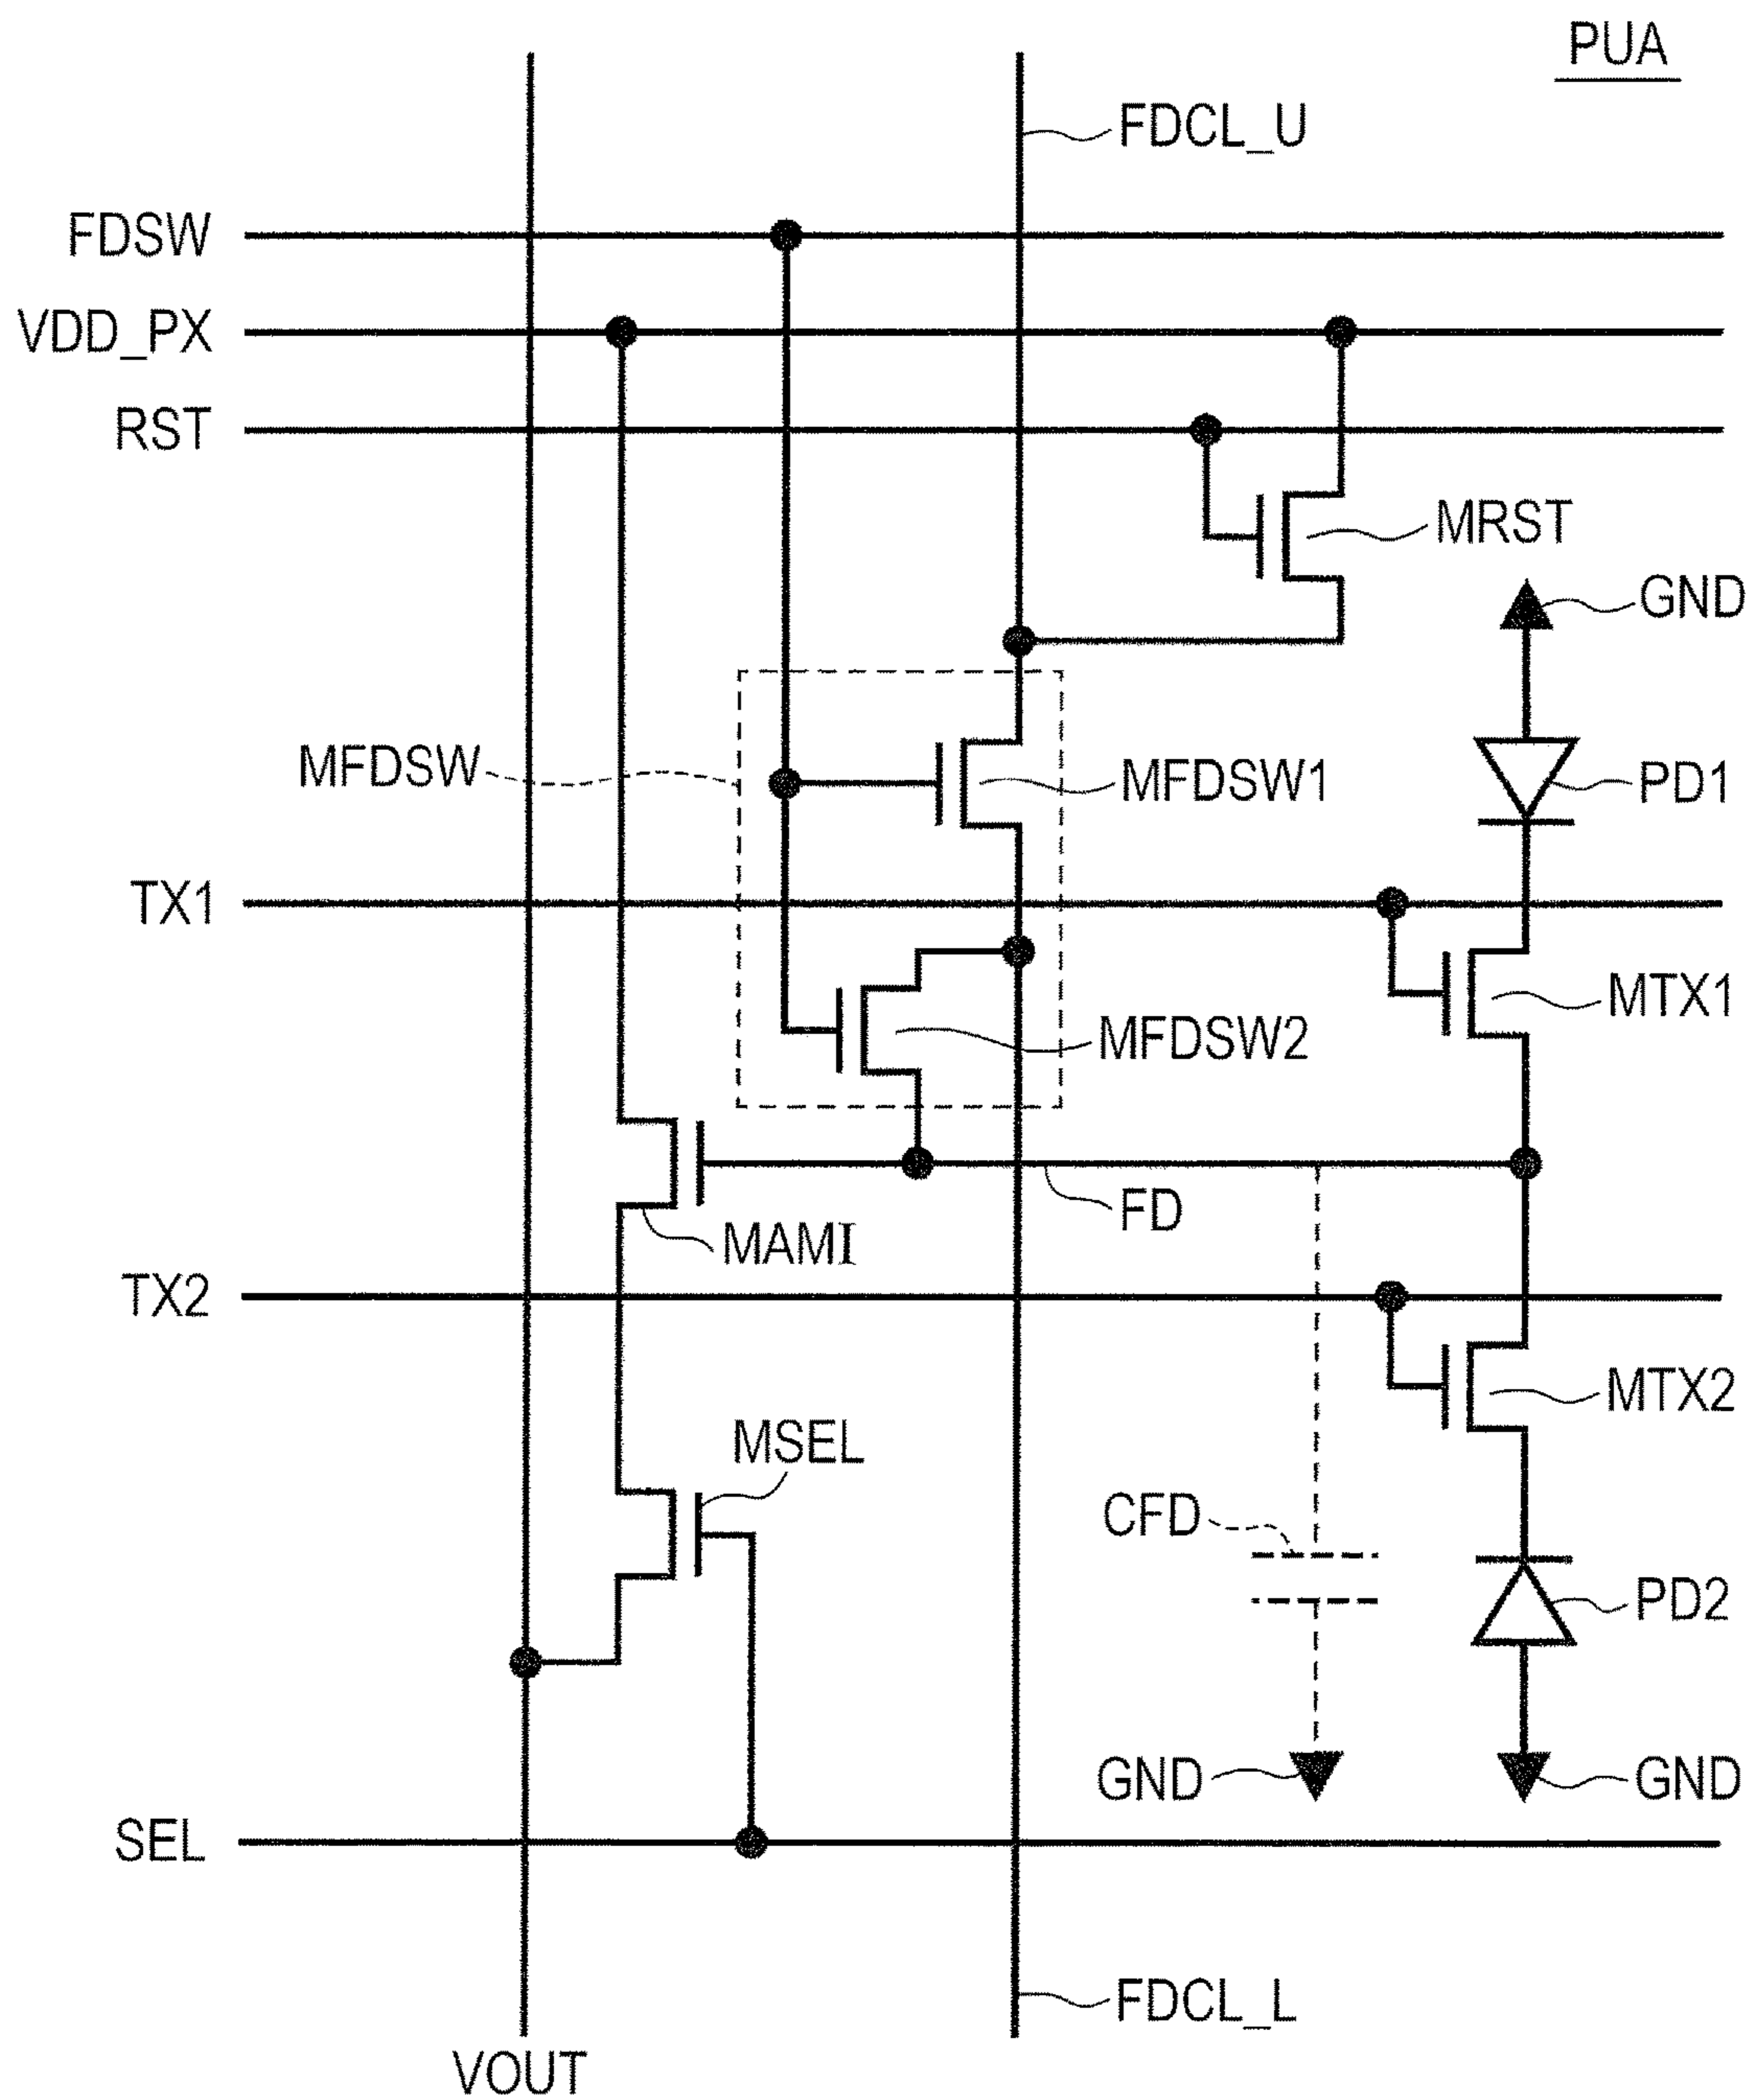 PUA
FDCL_U
FDSW
VDD_PX
RST
MRST
GND
MFDSW
MFDSW1
PD1
TX1
MTX1
MFDSW2
FD
MAMI
TX2
MTX2
MSEL
CFD
PD2
GND
GND
SEL
FDCL_L
VOUT